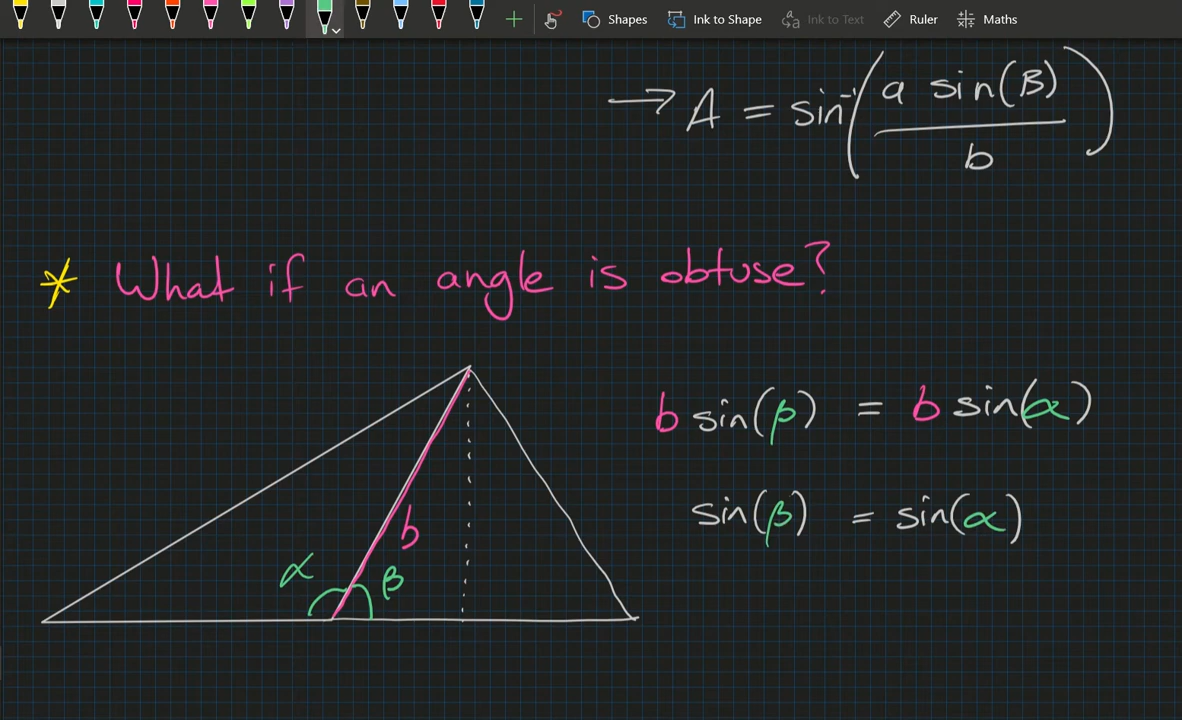 Shapes Ink to Shape Ink to Text Ruler Maths
→ A = sin⁻¹(a sin(B) / b)
* What if an angle is obtuse?
b sin(β) = b sin(α)
sin(β) = sin(α)
b
α β